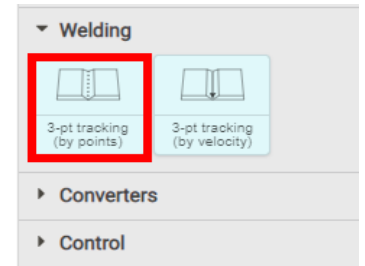 Welding
3-pt tracking
(by points)
3-pt tracking
(by velocity)
Converters
Control